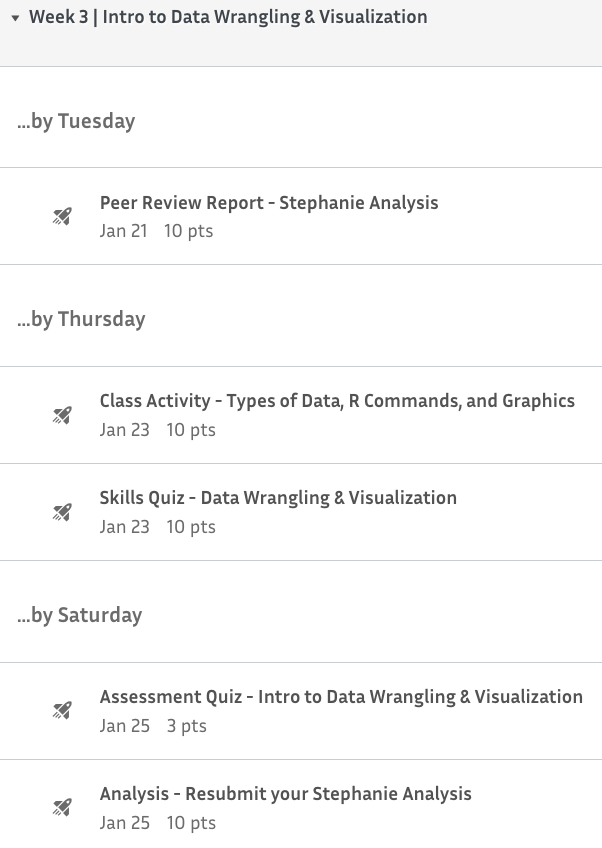 Week 3 | Intro to Data Wrangling & Visualization
...by Tuesday
Peer Review Report - Stephanie Analysis
Jan 21 10 pts
...by Thursday
Class Activity - Types of Data, R Commands, and Graphics
Jan 23 10 pts
Skills Quiz - Data Wrangling & Visualization
Jan 23 10 pts
...by Saturday
Assessment Quiz - Intro to Data Wrangling & Visualization
Jan 25 3 pts
Analysis - Resubmit your Stephanie Analysis
Jan 25 10 pts